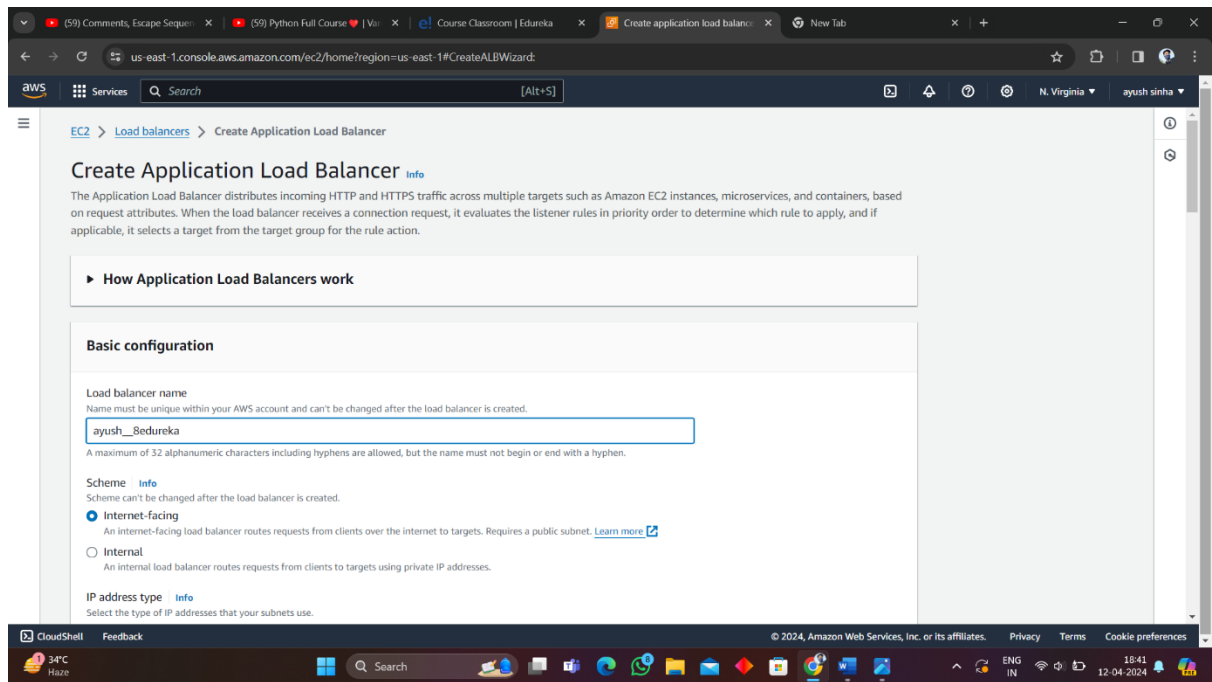 (59) Comments, Escape Sequen
(59) Python Full Course❤️ | Var
Course Classroom | Edureka
Create application load balance
New Tab
us-east-1.console.aws.amazon.com/ec2/home?region=us-east-1#CreateALBWizard:
aws
Services
Search
[Alt+S]
N. Virginia
ayush sinha
EC2 > Load balancers > Create Application Load Balancer
Create Application Load Balancer Info
The Application Load Balancer distributes incoming HTTP and HTTPS traffic across multiple targets such as Amazon EC2 instances, microservices, and containers, based
on request attributes. When the load balancer receives a connection request, it evaluates the listener rules in priority order to determine which rule to apply, and if
applicable, it selects a target from the target group for the rule action.
How Application Load Balancers work
Basic configuration
Load balancer name
Name must be unique within your AWS account and can't be changed after the load balancer is created.
ayush__8edureka
A maximum of 32 alphanumeric characters including hyphens are allowed, but the name must not begin or end with a hyphen.
Scheme Info
Scheme can't be changed after the load balancer is created.
Internet-facing
An internet-facing load balancer routes requests from clients over the internet to targets. Requires a public subnet. Learn more
Internal
An internal load balancer routes requests from clients to targets using private IP addresses.
IP address type Info
Select the type of IP addresses that your subnets use.
CloudShell
Feedback
© 2024, Amazon Web Services, Inc. or its affiliates.
Privacy
Terms
Cookie preferences
34°C
Haze
Search
ENG
IN
18:41
12-04-2024